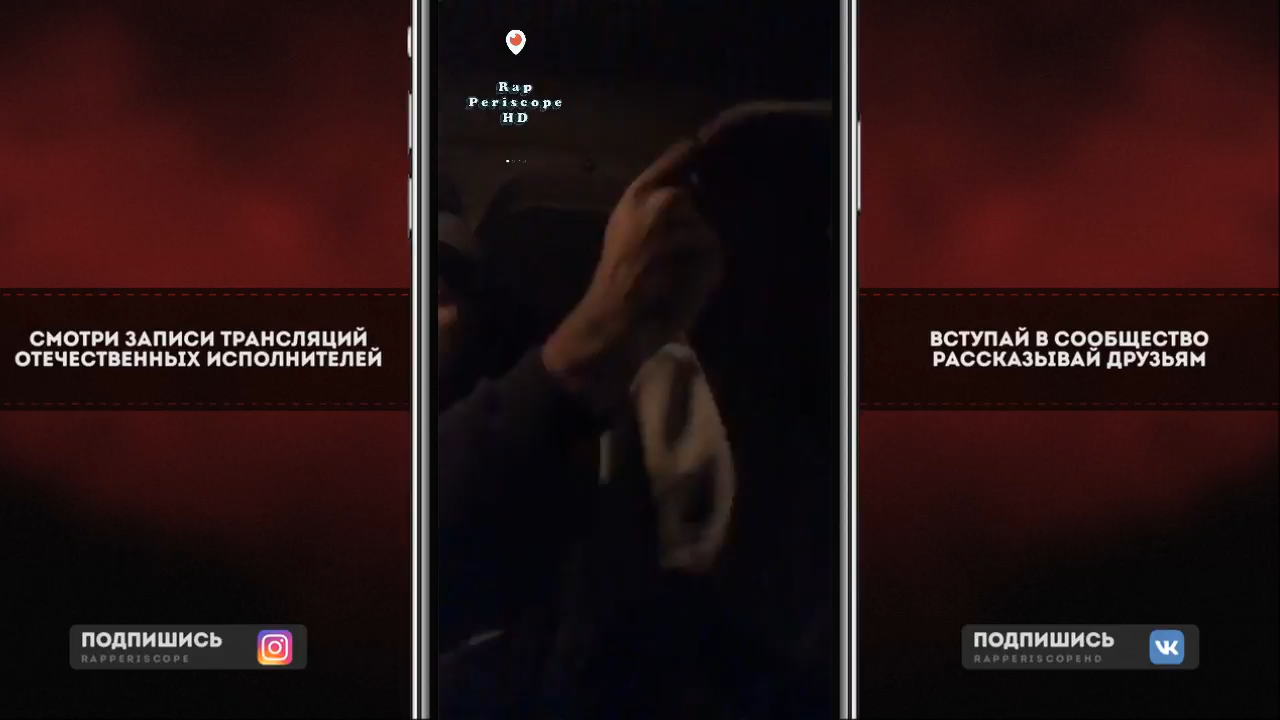 Rap
Periscope
HD
СМОТРИ ЗАПИСИ ТРАНСЛЯЦИЙ
ОТЕЧЕСТВЕННЫХ ИСПОЛНИТЕЛЕЙ
ВСТУПАЙ В СООБЩЕСТВО
РАССКАЗЫВАЙ ДРУЗЬЯМ
ПОДПИШИСЬ
RAPPERISCOPE
ПОДПИШИСЬ
RAPPERISCOPEHD